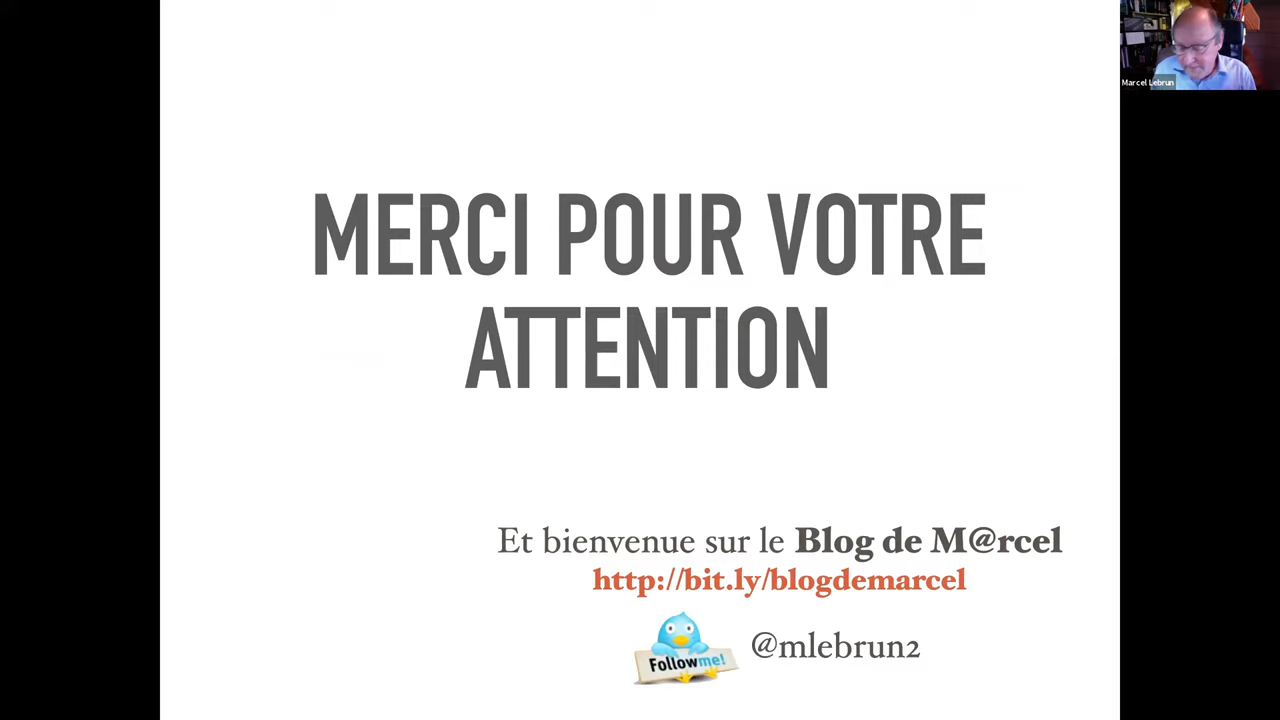 Marcel Lebrun
MERCI POUR VOTRE
ATTENTION
Et bienvenue sur le Blog de M@rcel
http://bit.ly/blogdemarcel
Followme!
@mlebrun2